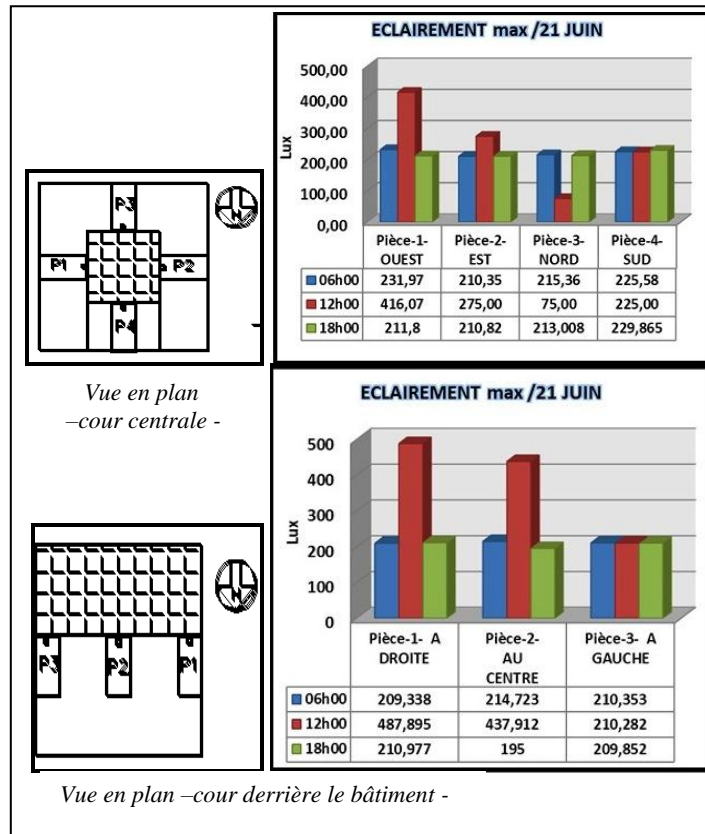 ECLAIREMENT max /21 JUIN
500,00
400,00
300,00
200,00
100,00
0,00
Lux
Pièce-1- OUEST
Pièce-2- EST
Pièce-3- NORD
Pièce-4- SUD
06h00 231,97 210,35 215,36 225,58
12h00 416,07 275,00 75,00 225,00
18h00 211,8 210,82 213,008 229,865
P3
P1 P2
P4
N
Vue en plan
–cour centrale -
ECLAIREMENT max /21 JUIN
500
400
300
200
100
0
Lux
Pièce-1- A DROITE
Pièce-2- AU CENTRE
Pièce-3- A GAUCHE
06h00 209,338 214,723 210,353
12h00 487,895 437,912 210,282
18h00 210,977 195 209,852
P3 P2 P1
N
Vue en plan –cour derrière le bâtiment -